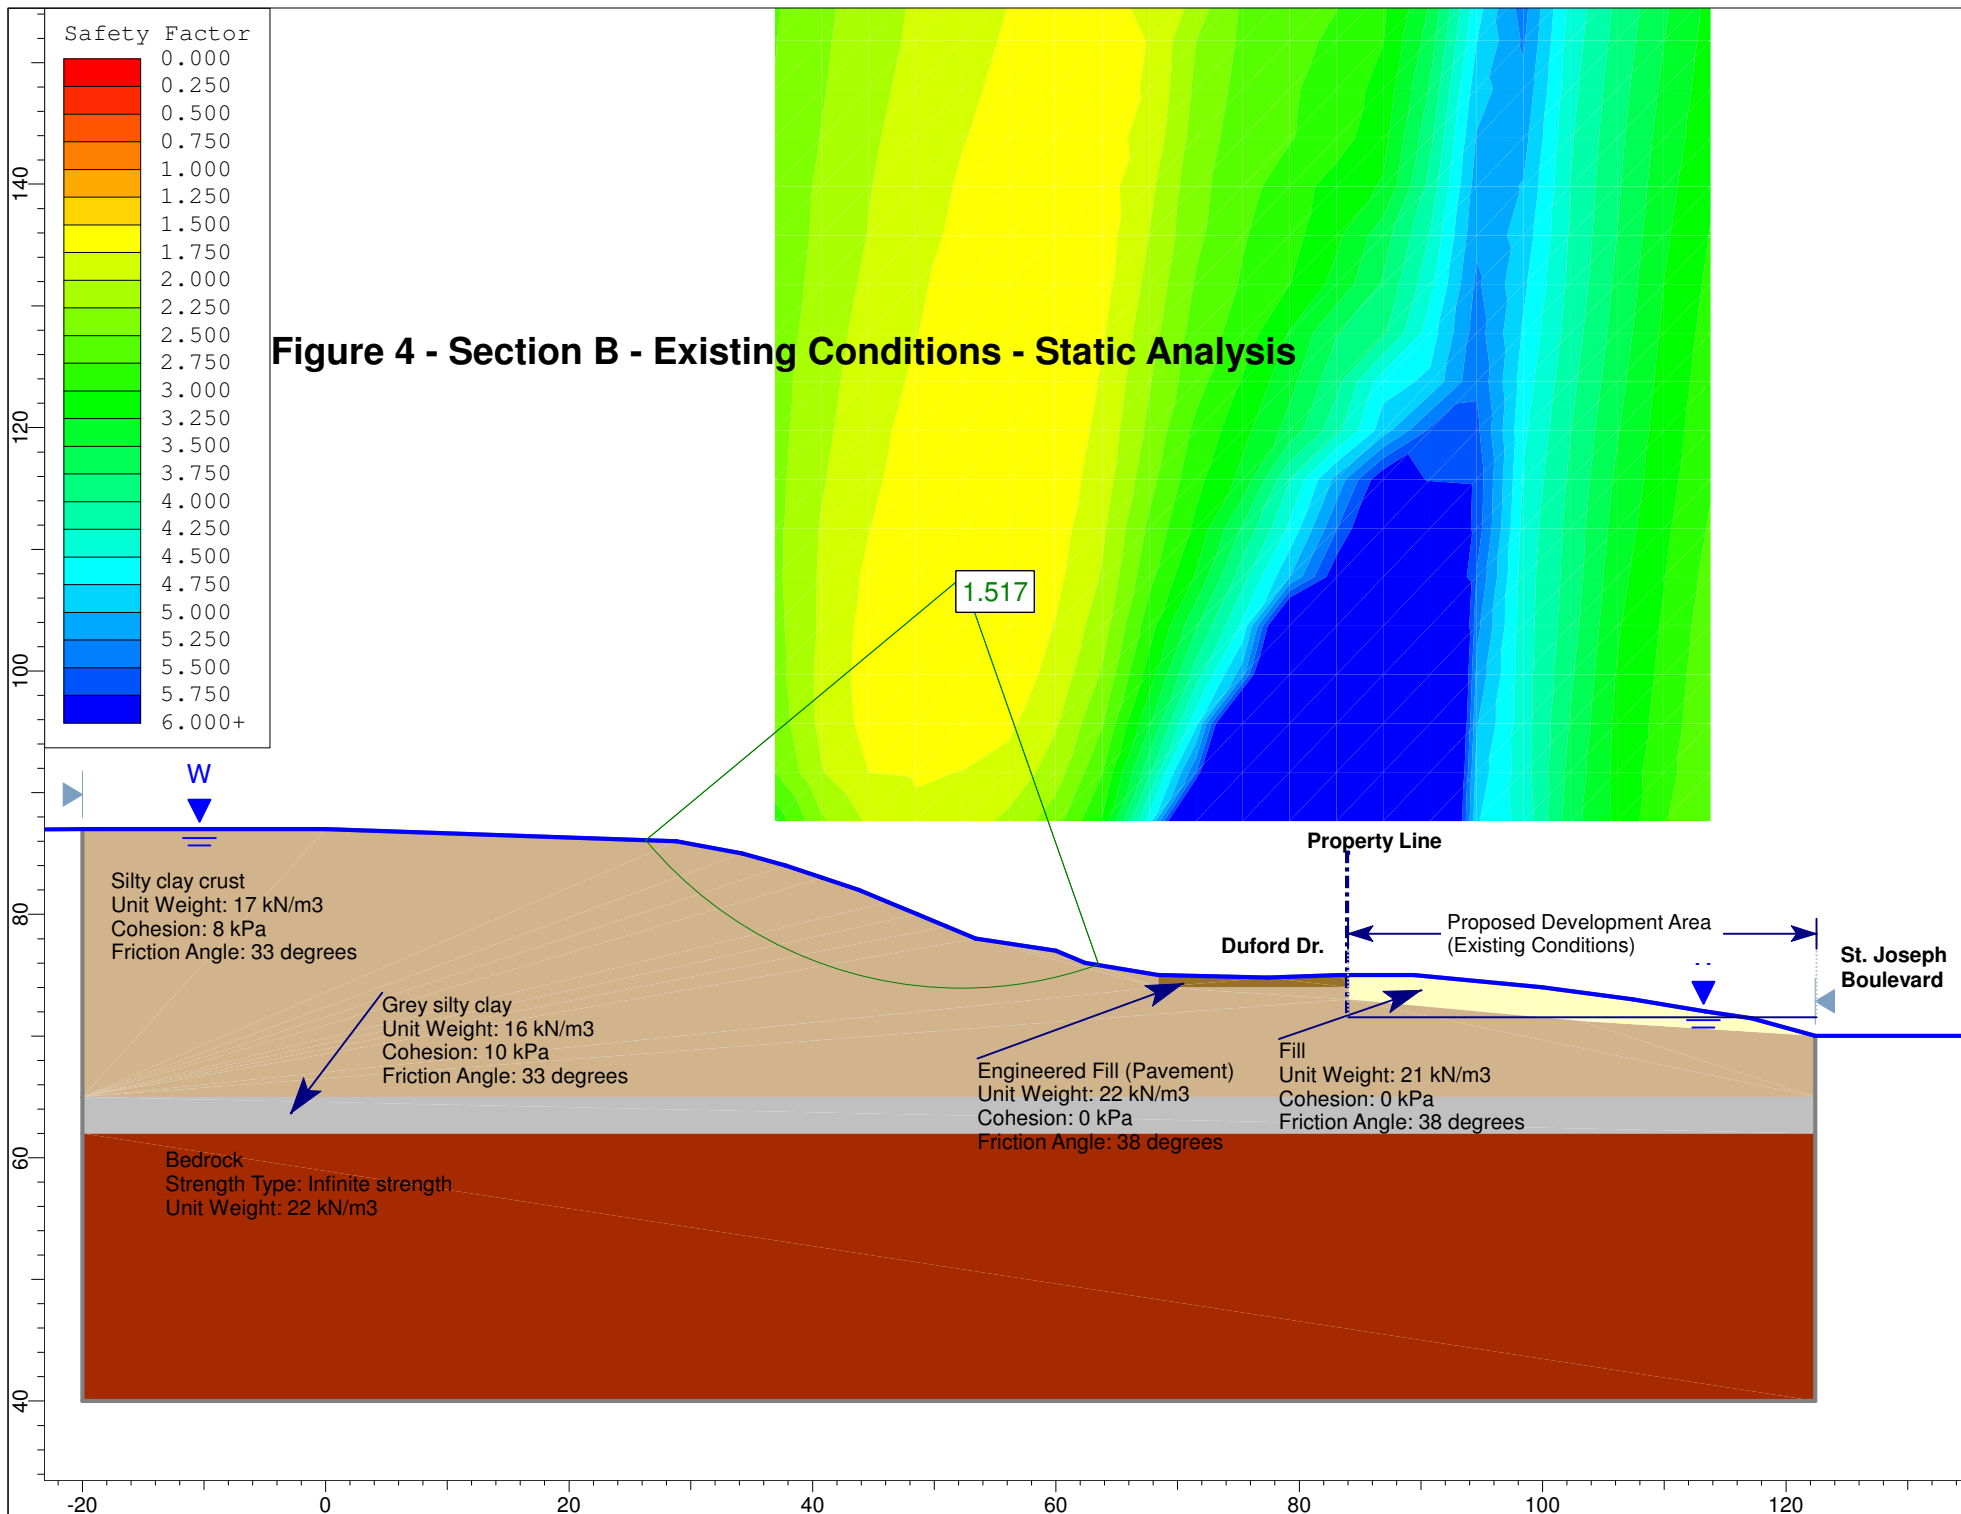 Safety Factor
0.000
0.250
0.500
0.750
1.000
1.250
1.500
1.750
2.000
2.250
2.500
2.750
3.000
3.250
3.500
3.750
4.000
4.250
4.500
4.750
5.000
5.250
5.500
5.750
6.000+
Figure 4 - Section B - Existing Conditions - Static Analysis
1.517
W
Silty clay crust
Unit Weight: 17 kN/m3
Cohesion: 8 kPa
Friction Angle: 33 degrees
Grey silty clay
Unit Weight: 16 kN/m3
Cohesion: 10 kPa
Friction Angle: 33 degrees
Bedrock
Strength Type: Infinite strength
Unit Weight: 22 kN/m3
Property Line
Duford Dr.
Proposed Development Area
(Existing Conditions)
St. Joseph
Boulevard
Engineered Fill (Pavement)
Unit Weight: 22 kN/m3
Cohesion: 0 kPa
Friction Angle: 38 degrees
Fill
Unit Weight: 21 kN/m3
Cohesion: 0 kPa
Friction Angle: 38 degrees
140
120
100
80
60
40
-20 0 20 40 60 80 100 120